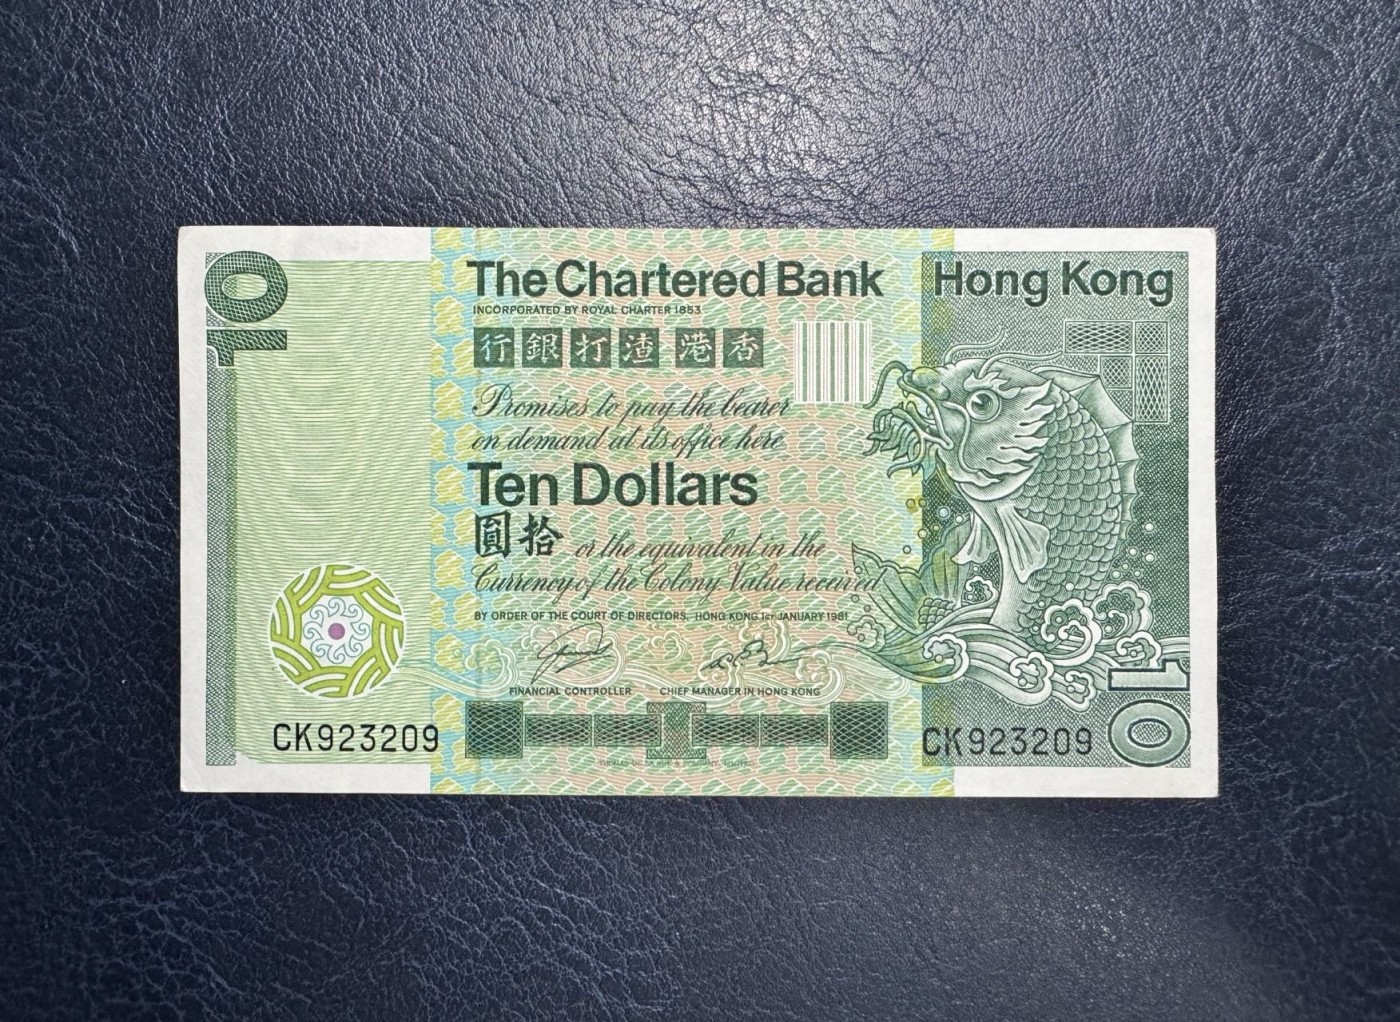 10
The Chartered Bank
Hong Kong
INCORPORATED BY ROYAL CHARTER 1853
行銀打渣 港香
Promises to pay the bearer
on demand at its office here
Ten Dollars
圓拾 or the equivalent in the
Currency of the Colony Value received
BY ORDER OF THE COURT OF DIRECTORS, HONG KONG 1ST JANUARY 1981
FINANCIAL CONTROLLER
CHIEF MANAGER IN HONG KONG
CK923209
CK923209
10